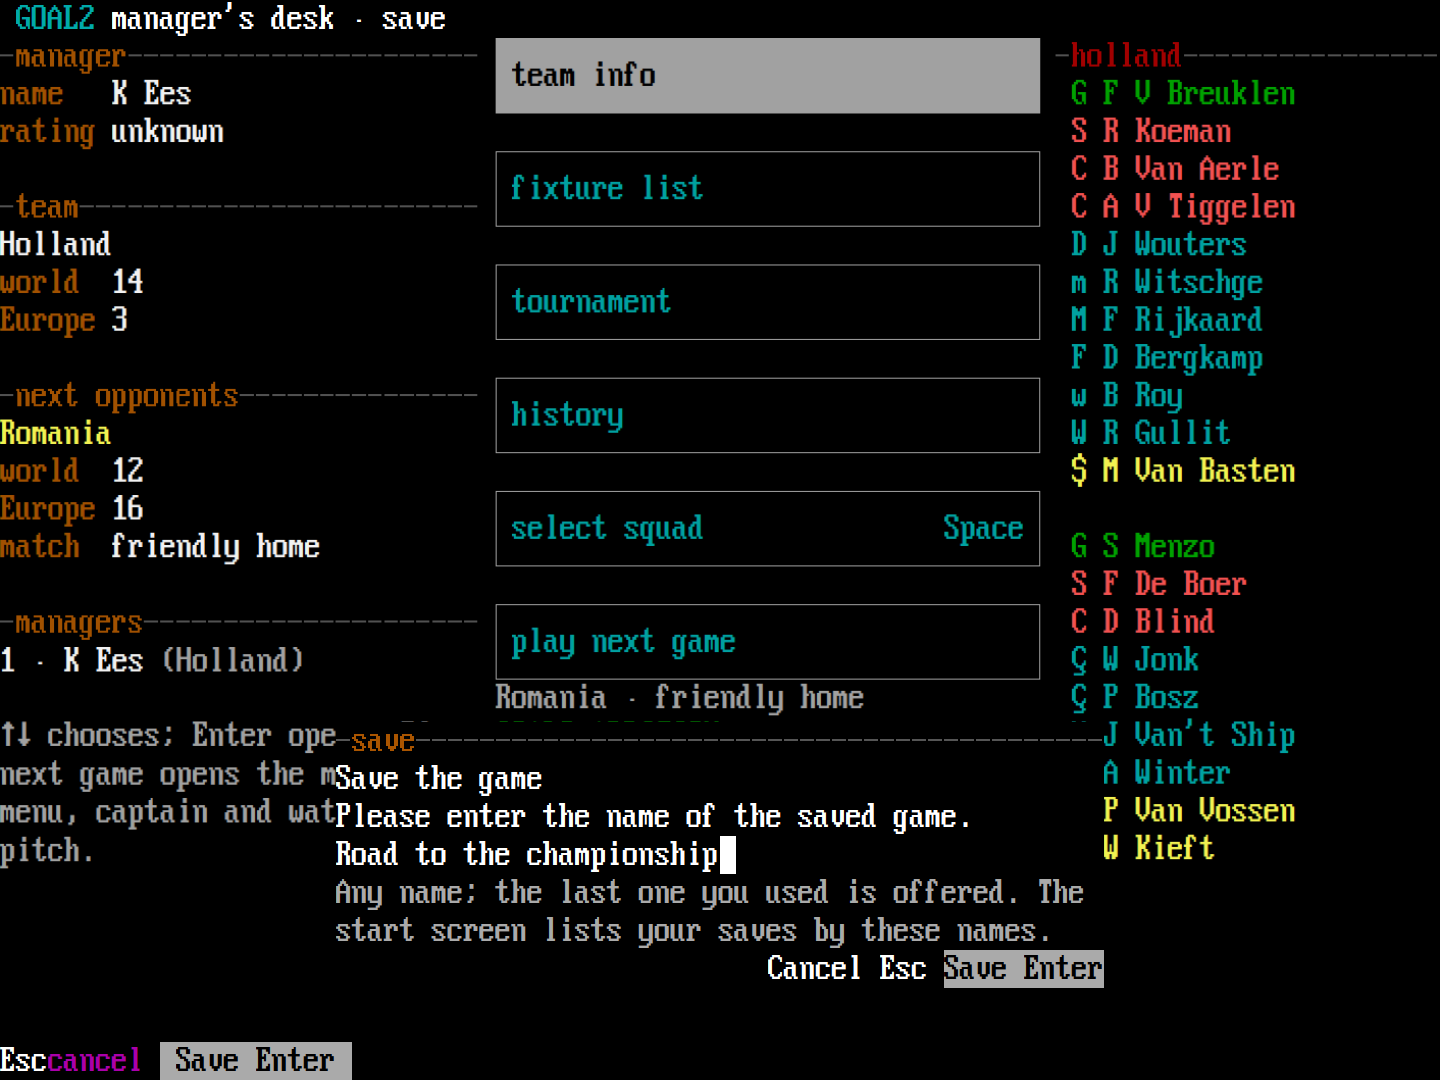 GOAL2 manager's desk · save
manager
name K Ees
rating unknown
team
Holland
world 14
Europe 3
next opponents
Romania
world 12
Europe 16
match friendly home
managers
1 · K Ees (Holland)
↑↓ chooses; Enter ope
next game opens the m
menu, captain and wat
pitch.
team info
fixture list
tournament
history
select squad Space
play next game
Romania · friendly home
holland
G F V Breuklen
S R Koeman
C B Van Aerle
C A V Tiggelen
D J Wouters
m R Witschge
M F Rijkaard
F D Bergkamp
w B Roy
W R Gullit
$ M Van Basten
G S Menzo
S F De Boer
C D Blind
Ç W Jonk
Ç P Bosz
J Van't Ship
A Winter
P Van Vossen
W Kieft
save
Save the game
Please enter the name of the saved game.
Road to the championship
Any name; the last one you used is offered. The
start screen lists your saves by these names.
Cancel Esc Save Enter
Esccancel Save Enter